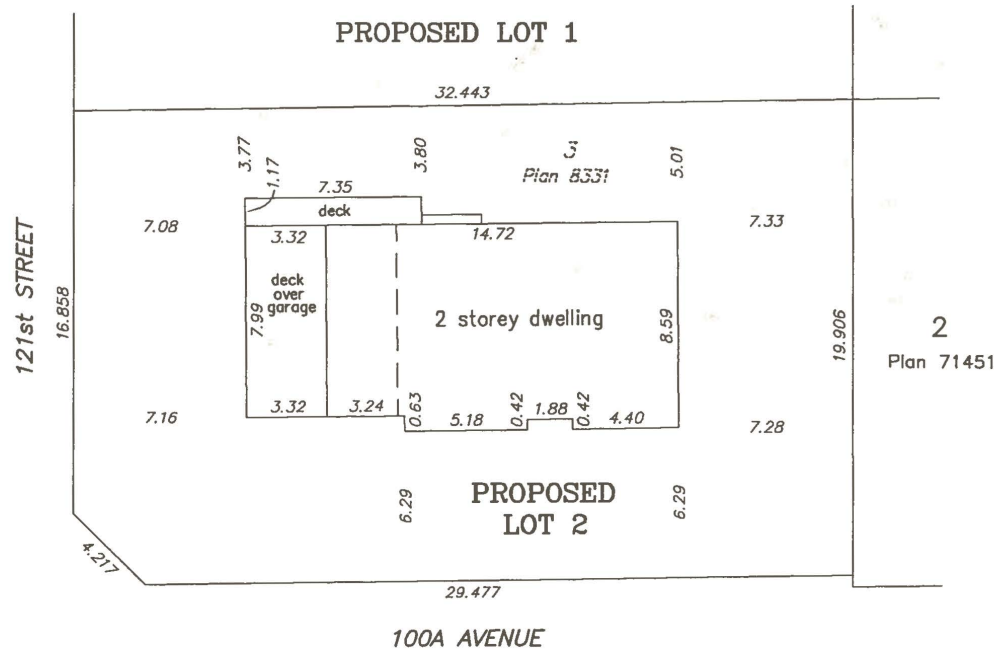 PROPOSED LOT 1
32.443
3.77
1.17
7.35
3.80
Plan 8331
5.01
deck
7.08
3.32
14.72
7.33
121st STREET
16.858
deck
over
garage
7.99
2 storey dwelling
8.59
19.906
2
Plan 71451
7.16
3.32
3.24
0.63
5.18
0.42
1.88
0.42
4.40
7.28
6.29
PROPOSED
LOT 2
6.29
4.217
29.477
100A AVENUE